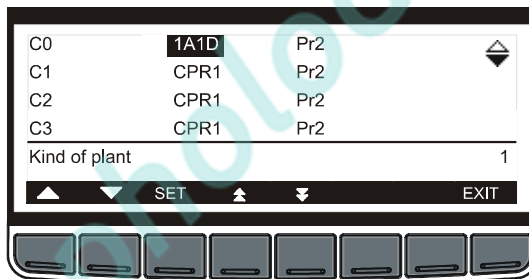 C0 1A1D Pr2
C1 CPR1 Pr2
C2 CPR1 Pr2
C3 CPR1 Pr2
Kind of plant 1
SET EXIT